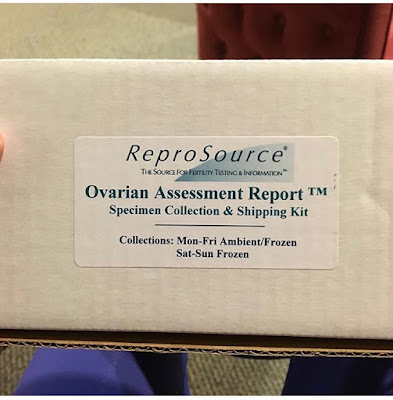 ReproSource®
The Source for Fertility Testing & Information™
Ovarian Assessment Report ™
Specimen Collection & Shipping Kit
Collections: Mon-Fri Ambient/Frozen
Sat-Sun Frozen